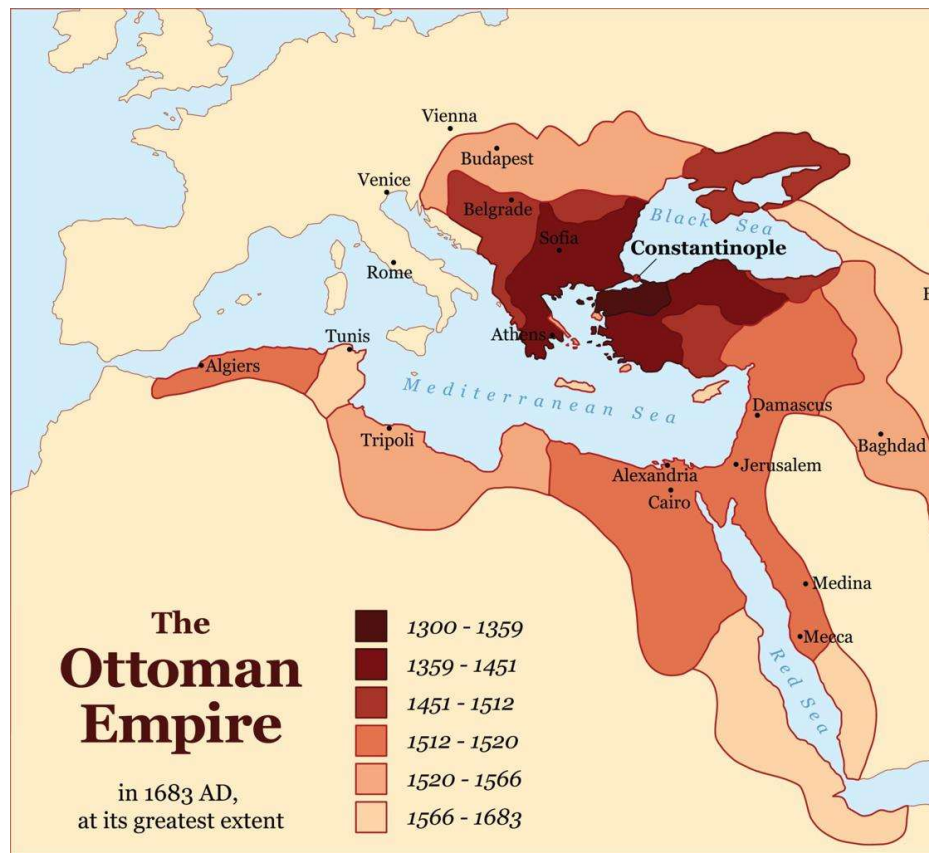 Vienna
Budapest
Venice
Belgrade
Black Sea
Sofia
Constantinople
Rome
Athens
Tunis
Algiers
Mediterranean Sea
Damascus
Tripoli
Baghdad
Alexandria
Jerusalem
Cairo
Medina
Mecca
Red Sea
The
Ottoman
Empire
in 1683 AD,
at its greatest extent
1300 - 1359
1359 - 1451
1451 - 1512
1512 - 1520
1520 - 1566
1566 - 1683